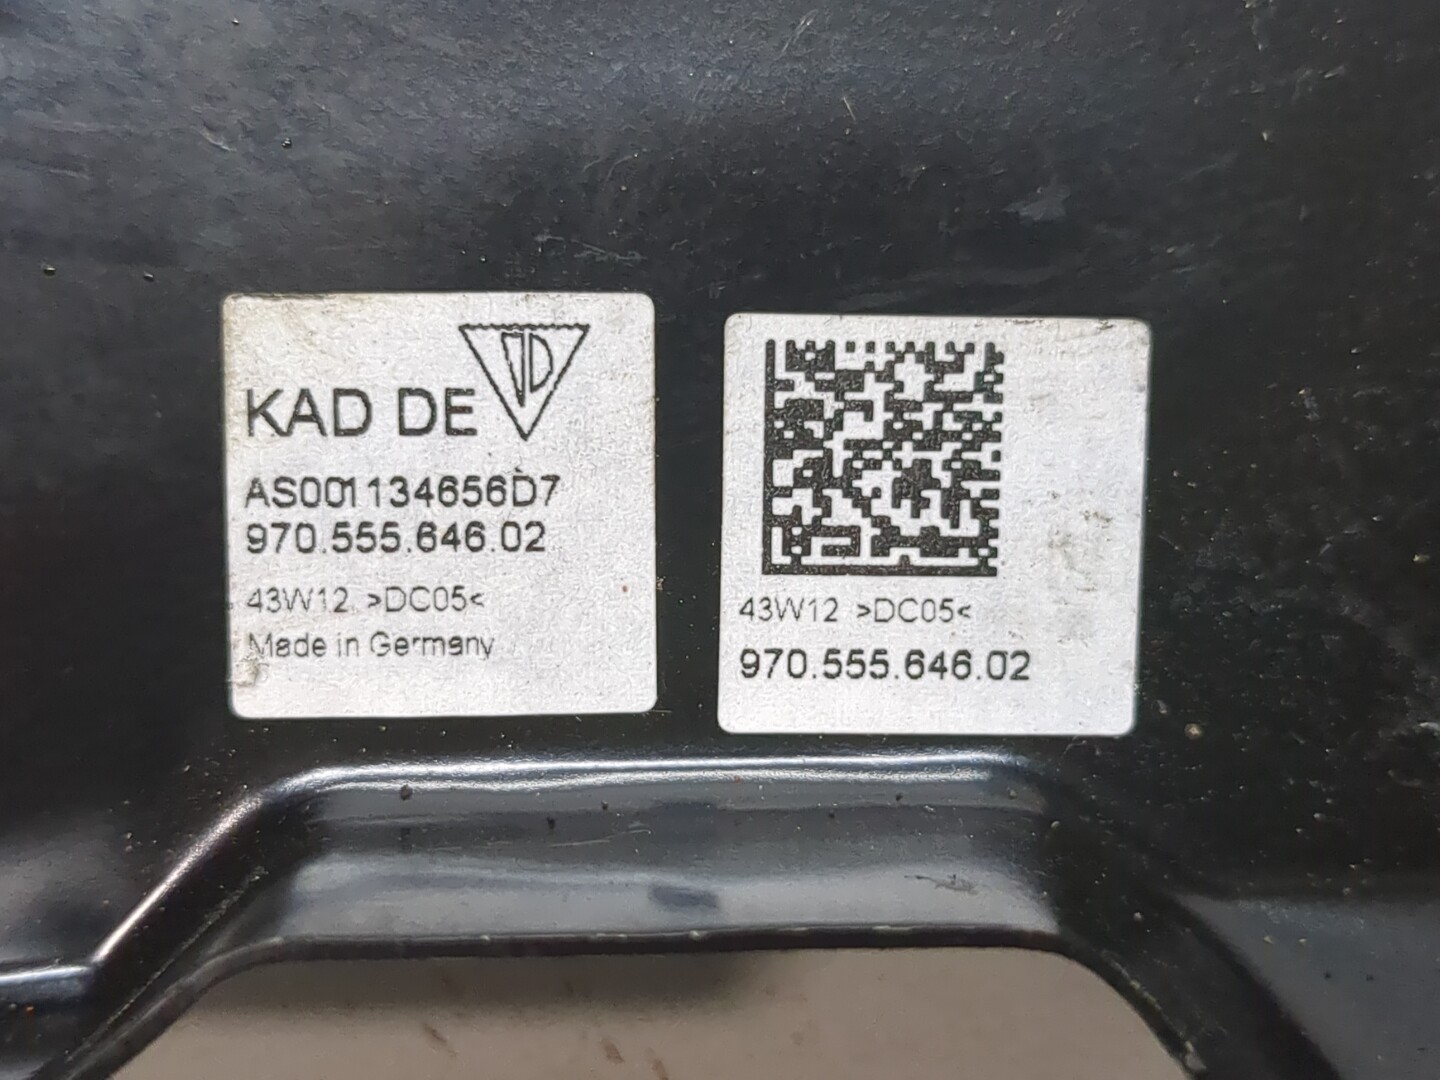 KAD DE
AS001134656D7
970.555.646.02
43W12 >DC05<
Made in Germany
43W12 >DC05<
970.555.646.02